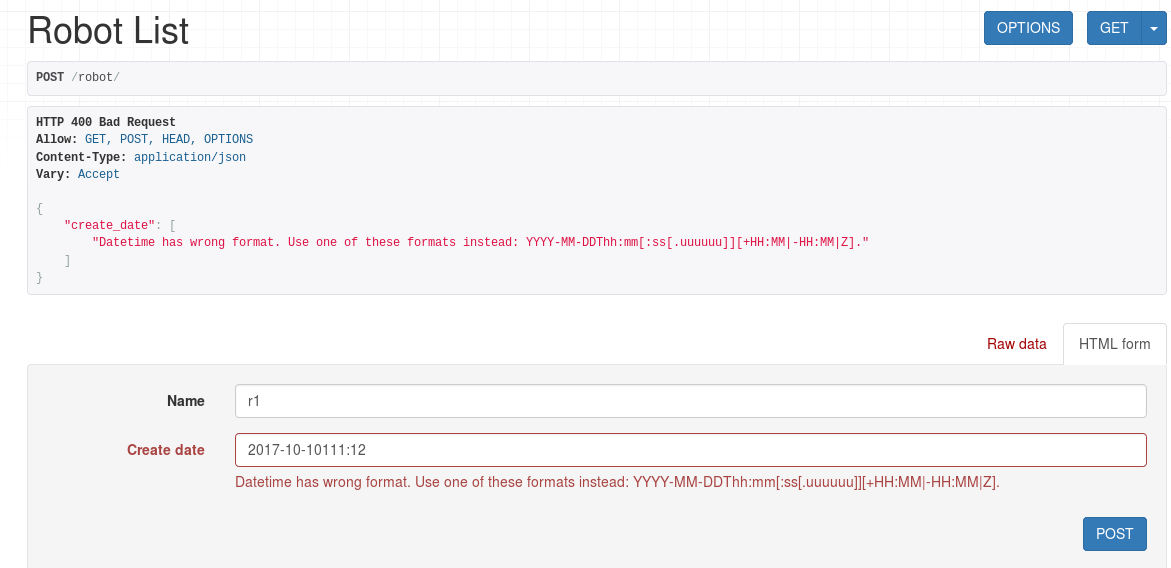 Robot List
OPTIONS
GET
POST /robot/
HTTP 400 Bad Request
Allow: GET, POST, HEAD, OPTIONS
Content-Type: application/json
Vary: Accept
{
"create_date": [
"Datetime has wrong format. Use one of these formats instead: YYYY-MM-DDThh:mm[:ss[.uuuuuu]][+HH:MM|-HH:MM|Z]."
]
}
Raw data
HTML form
Name
r1
Create date
2017-10-10111:12
Datetime has wrong format. Use one of these formats instead: YYYY-MM-DDThh:mm[:ss[.uuuuuu]][+HH:MM|-HH:MM|Z].
POST